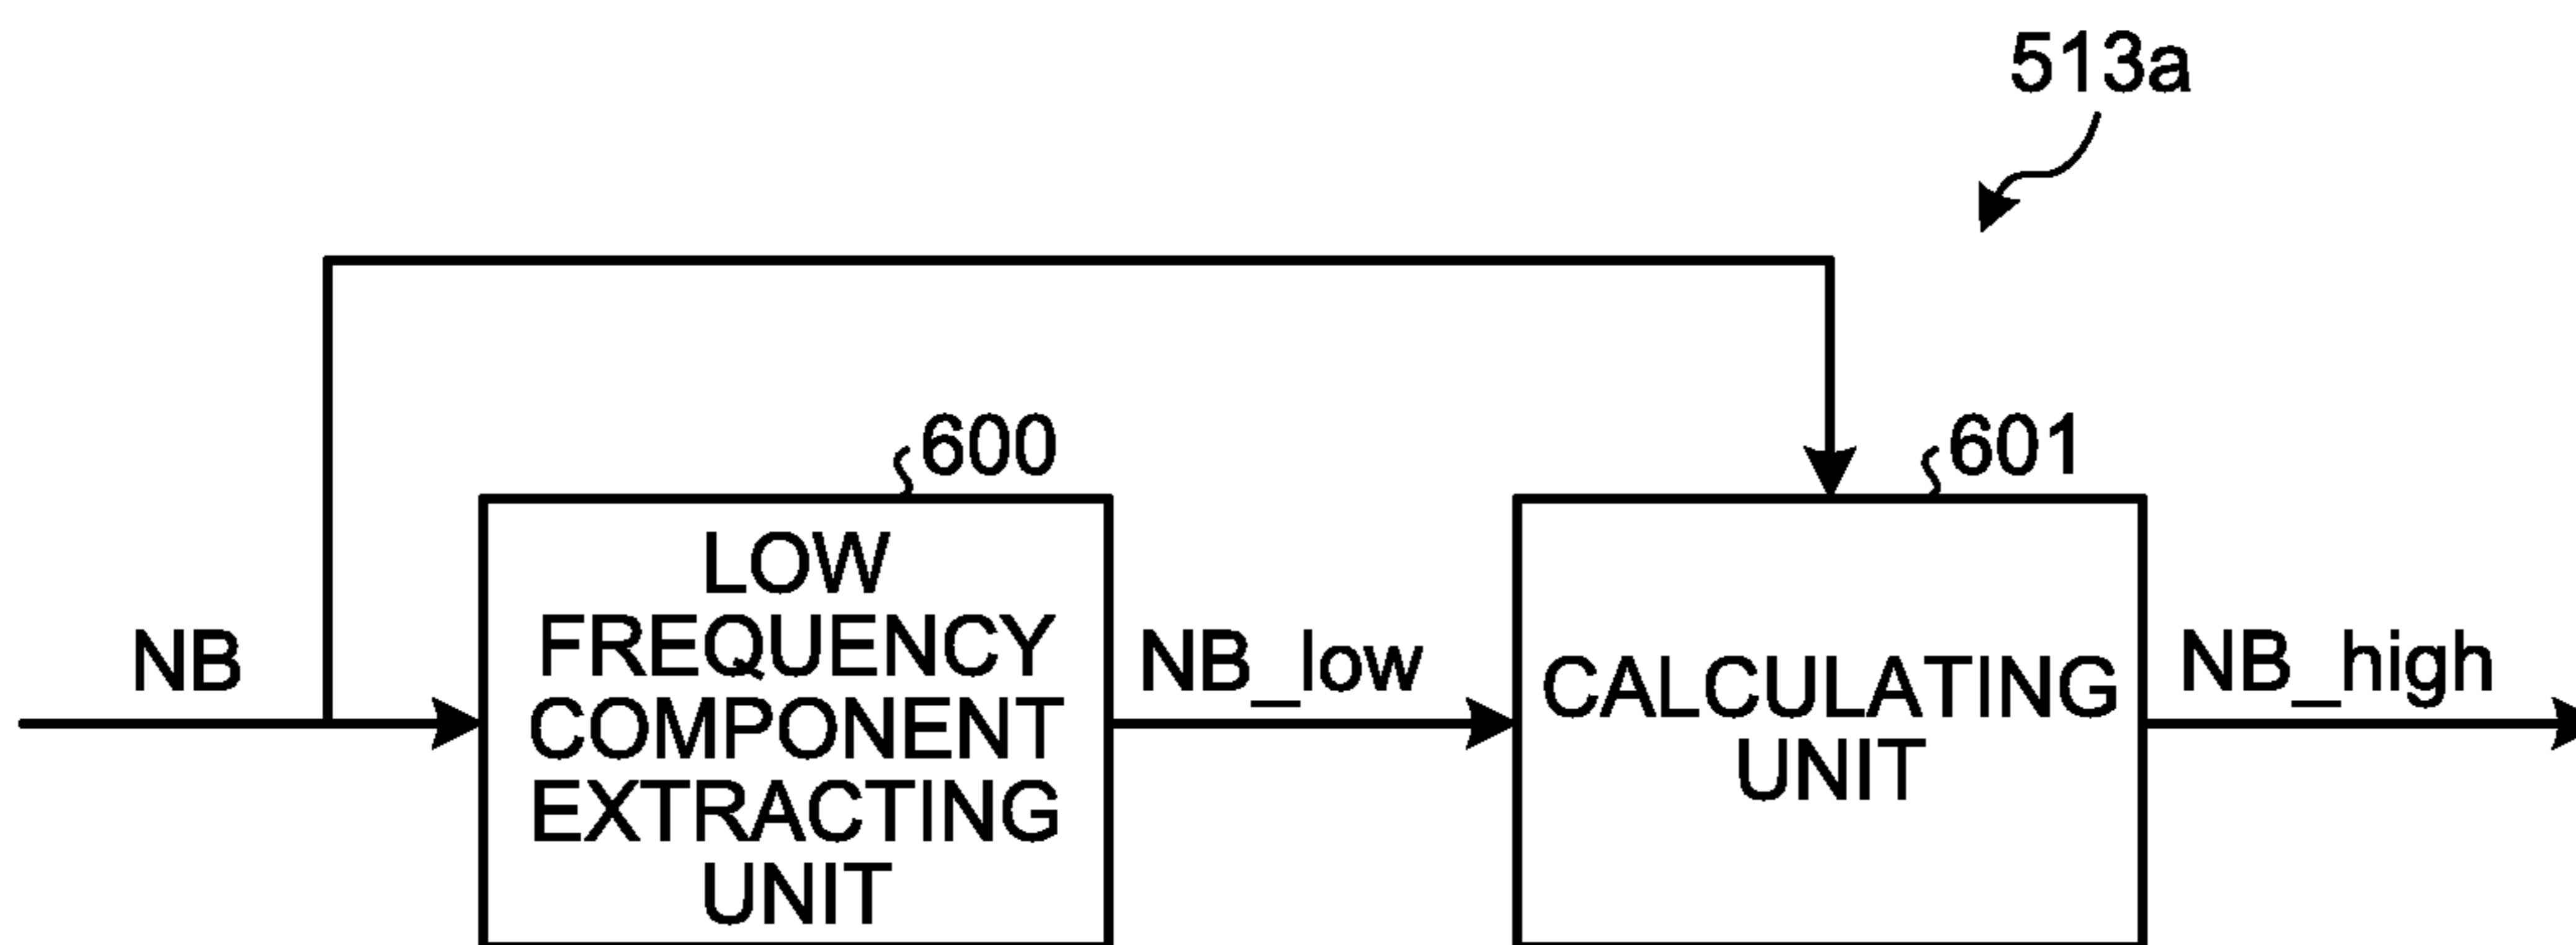 513a
600
601
LOW
FREQUENCY
COMPONENT
EXTRACTING
UNIT
NB
NB_low
CALCULATING
UNIT
NB_high